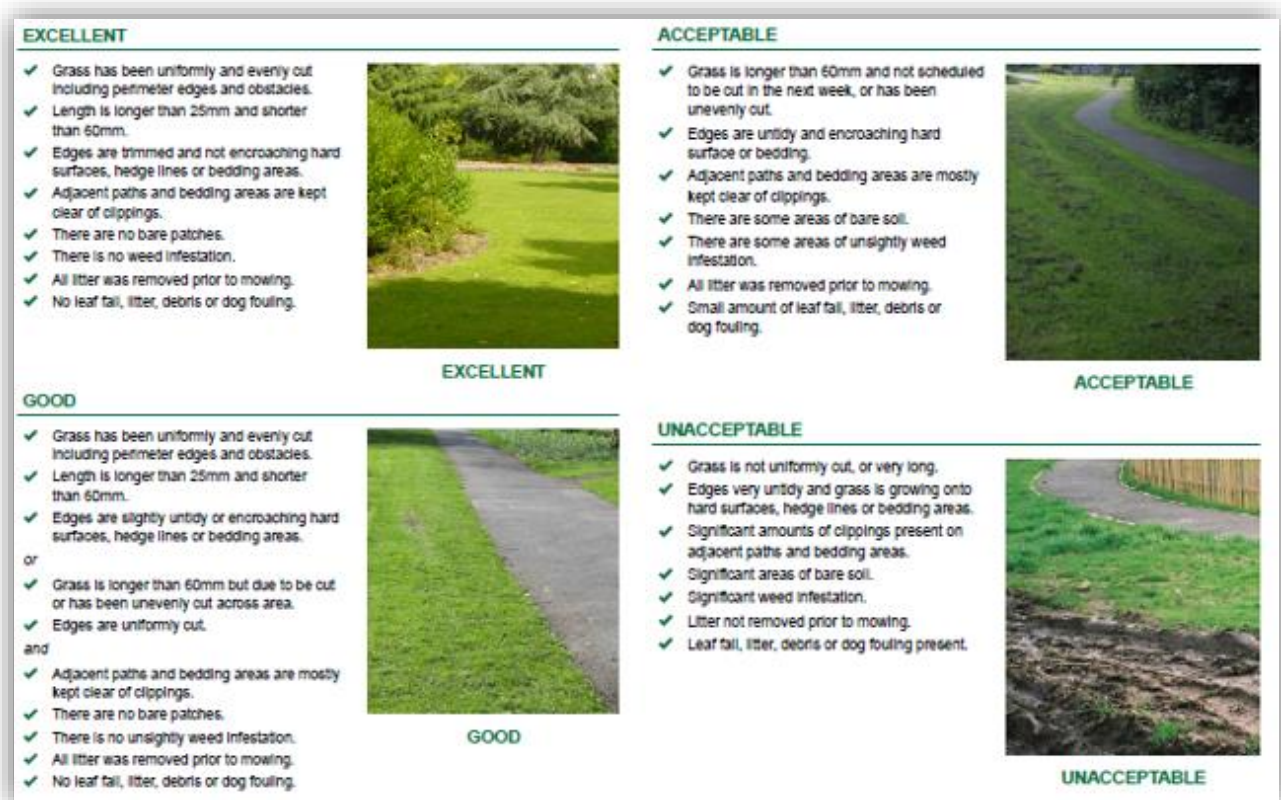 EXCELLENT
Grass has been uniformly and evenly cut
including perimeter edges and obstacles.
Length is longer than 25mm and shorter
than 60mm.
Edges are trimmed and not encroaching hard
surfaces, hedge lines or bedding areas.
Adjacent paths and bedding areas are kept
clear of clippings.
There are no bare patches.
There is no weed infestation.
All litter was removed prior to mowing.
No leaf fall, litter, debris or dog fouling.
EXCELLENT
GOOD
Grass has been uniformly and evenly cut
including perimeter edges and obstacles.
Length is longer than 25mm and shorter
than 60mm.
Edges are slightly untidy or encroaching hard
surfaces, hedge lines or bedding areas.
or
Grass is longer than 60mm but due to be cut
or has been unevenly cut across area.
Edges are uniformly cut.
and
Adjacent paths and bedding areas are mostly
kept clear of clippings.
There are no bare patches.
There is no unsightly weed infestation.
All litter was removed prior to mowing.
No leaf fall, litter, debris or dog fouling.
GOOD
ACCEPTABLE
Grass is longer than 60mm and not scheduled
to be cut in the next week, or has been
unevenly cut.
Edges are untidy and encroaching hard
surface or bedding.
Adjacent paths and bedding areas are mostly
kept clear of clippings.
There are some areas of bare soil.
There are some areas of unsightly weed
infestation.
All litter was removed prior to mowing.
Small amount of leaf fall, litter, debris or
dog fouling.
ACCEPTABLE
UNACCEPTABLE
Grass is not uniformly cut, or very long.
Edges very untidy and grass is growing onto
hard surfaces, hedge lines or bedding areas.
Significant amounts of clippings present on
adjacent paths and bedding areas.
Significant areas of bare soil.
Significant weed infestation.
Litter not removed prior to mowing.
Leaf fall, litter, debris or dog fouling present.
UNACCEPTABLE